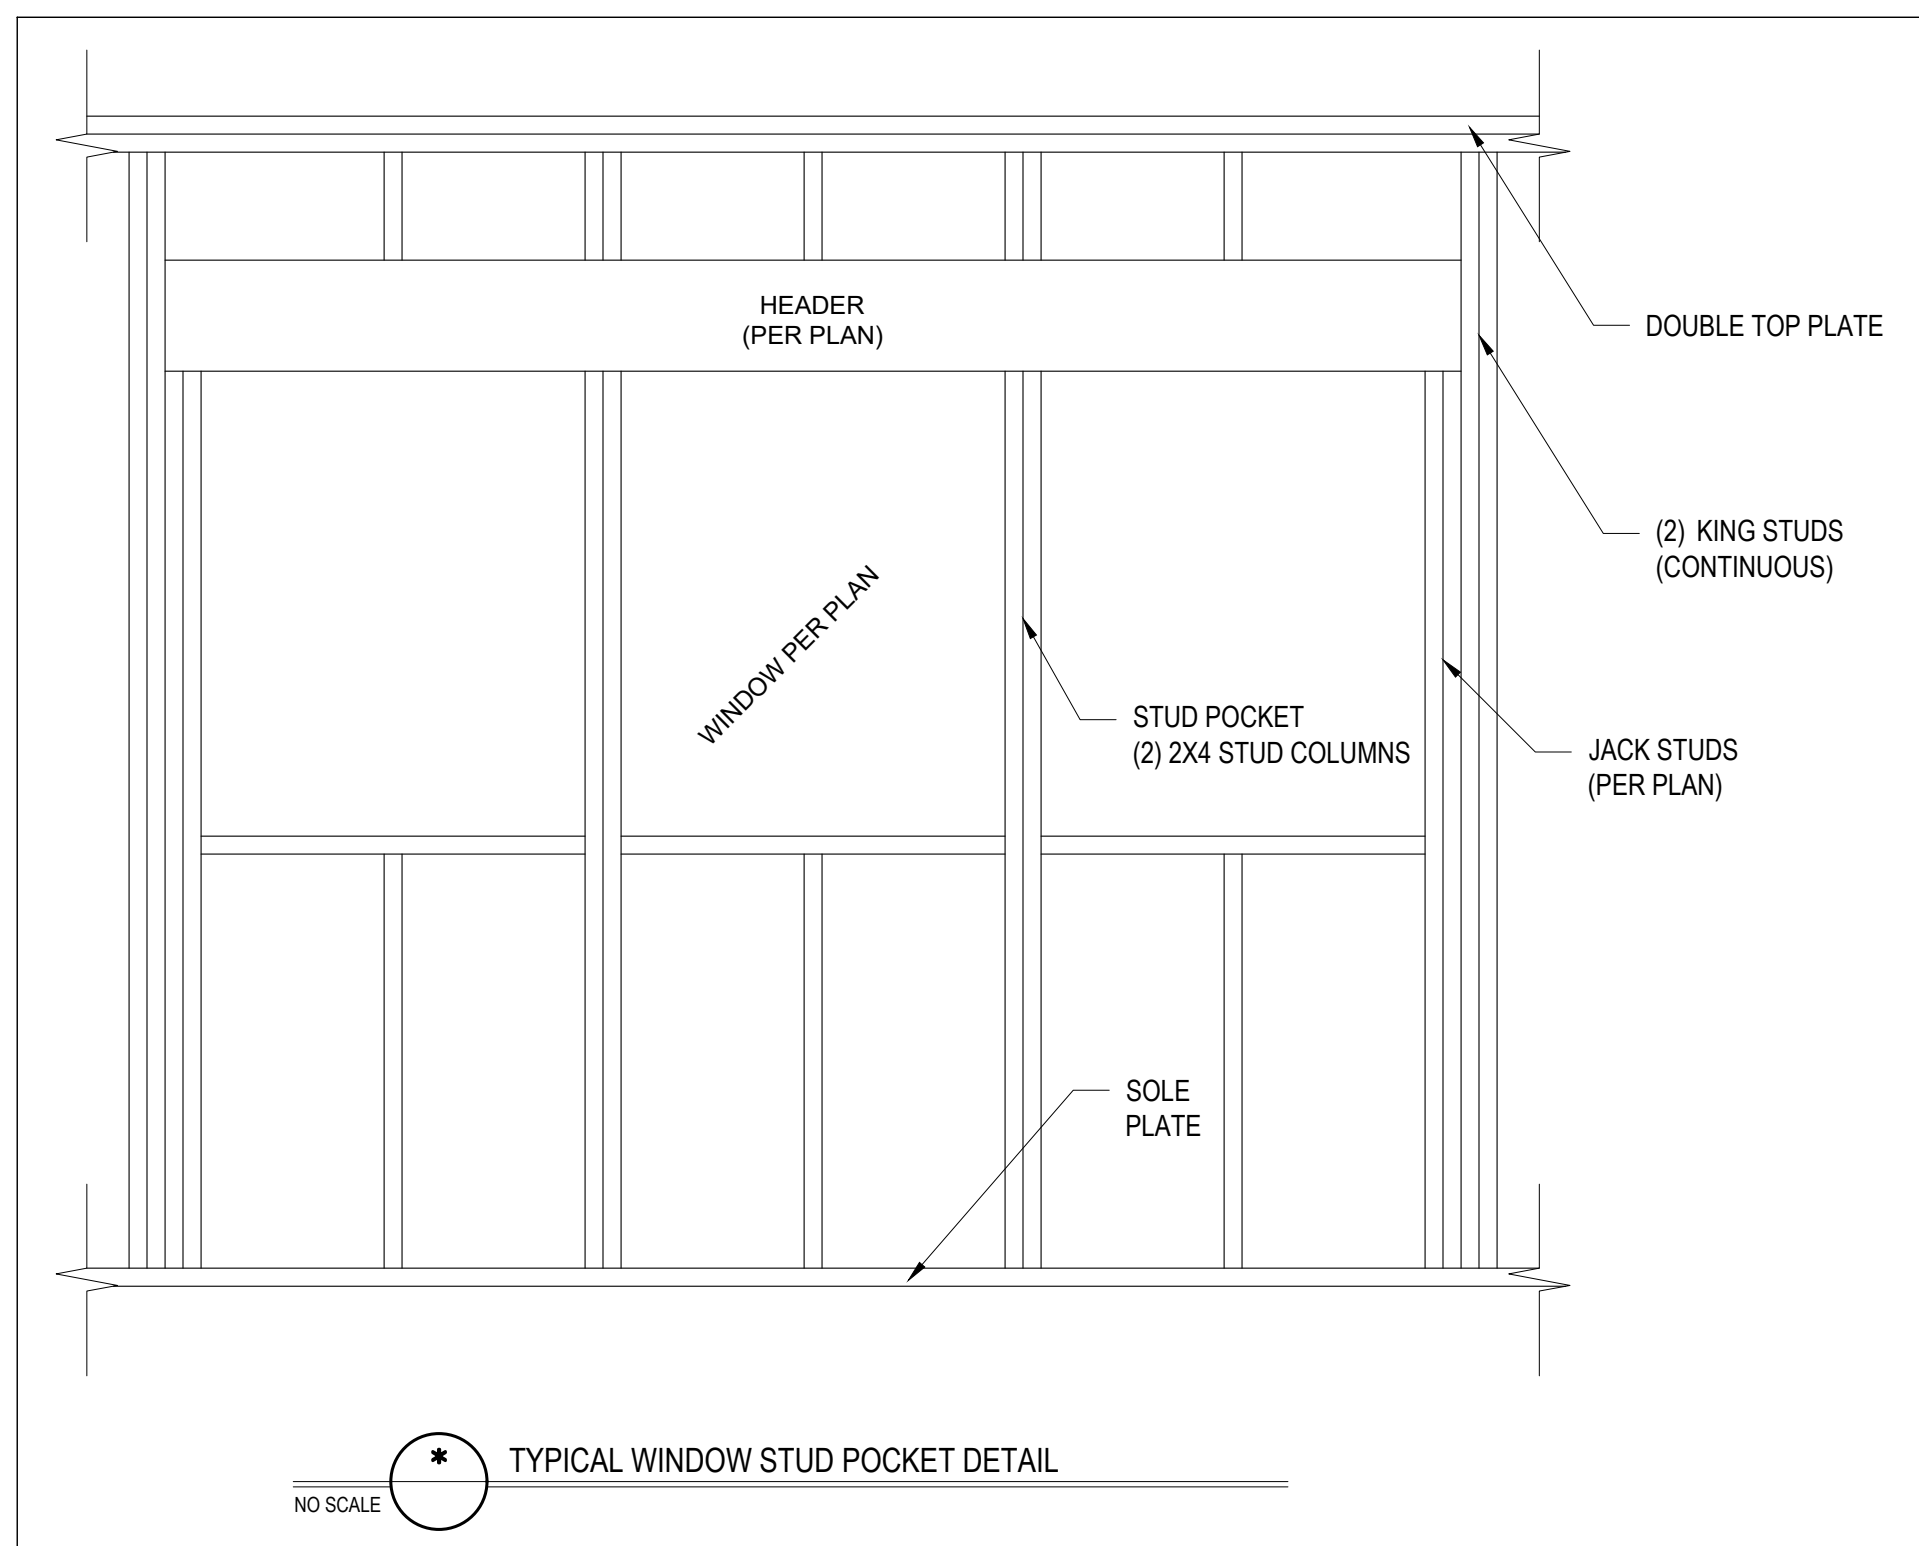 HEADER
(PER PLAN)
DOUBLE TOP PLATE
(2) KING STUDS
(CONTINUOUS)
WINDOW PER PLAN
STUD POCKET
(2) 2X4 STUD COLUMNS
JACK STUDS
(PER PLAN)
SOLE
PLATE
*
TYPICAL WINDOW STUD POCKET DETAIL
NO SCALE